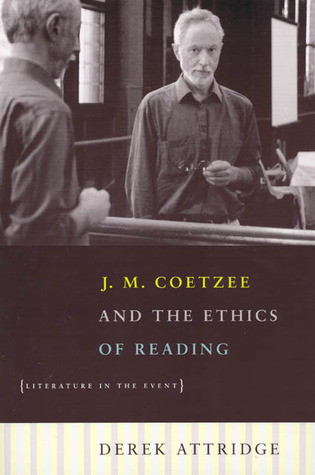 J. M. COETZEE
AND THE ETHICS
OF READING
{LITERATURE IN THE EVENT}
DEREK ATTRIDGE